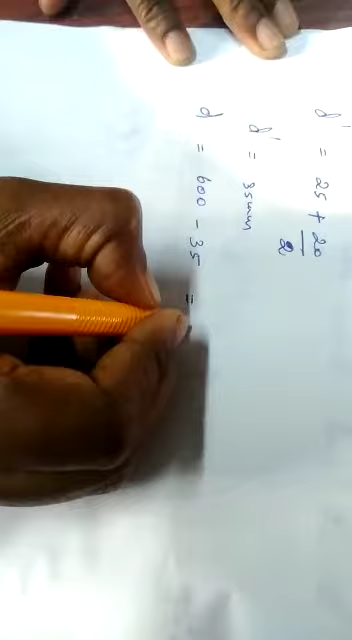 d' = 25 + 20/2
d' = 35mm
d = 600 - 35 =